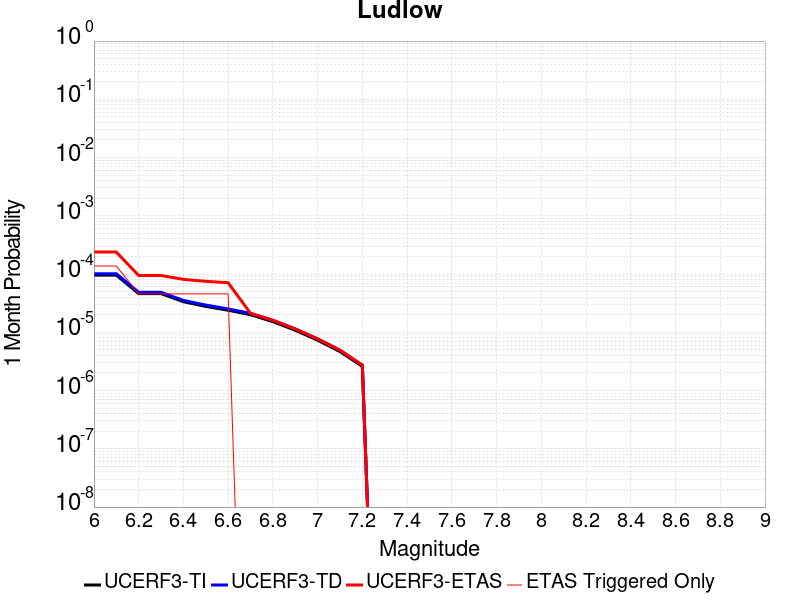 Ludlow
10^0
10^-1
10^-2
10^-3
10^-4
10^-5
10^-6
10^-7
10^-8
1 Month Probability
6 6.2 6.4 6.6 6.8 7 7.2 7.4 7.6 7.8 8 8.2 8.4 8.6 8.8 9
Magnitude
UCERF3-TI UCERF3-TD UCERF3-ETAS ETAS Triggered Only